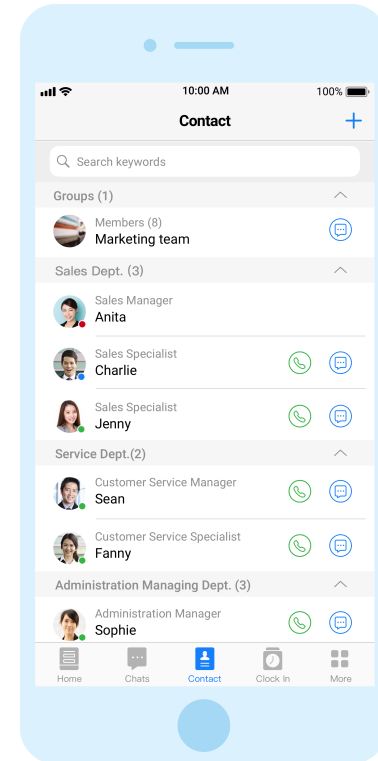 10:00 AM 100%
Contact
Search keywords
Groups (1)
Members (8)
Marketing team
Sales Dept. (3)
Sales Manager
Anita
Sales Specialist
Charlie
Sales Specialist
Jenny
Service Dept.(2)
Customer Service Manager
Sean
Customer Service Specialist
Fanny
Administration Managing Dept. (3)
Administration Manager
Sophie
Home Chats Contact Clock In More